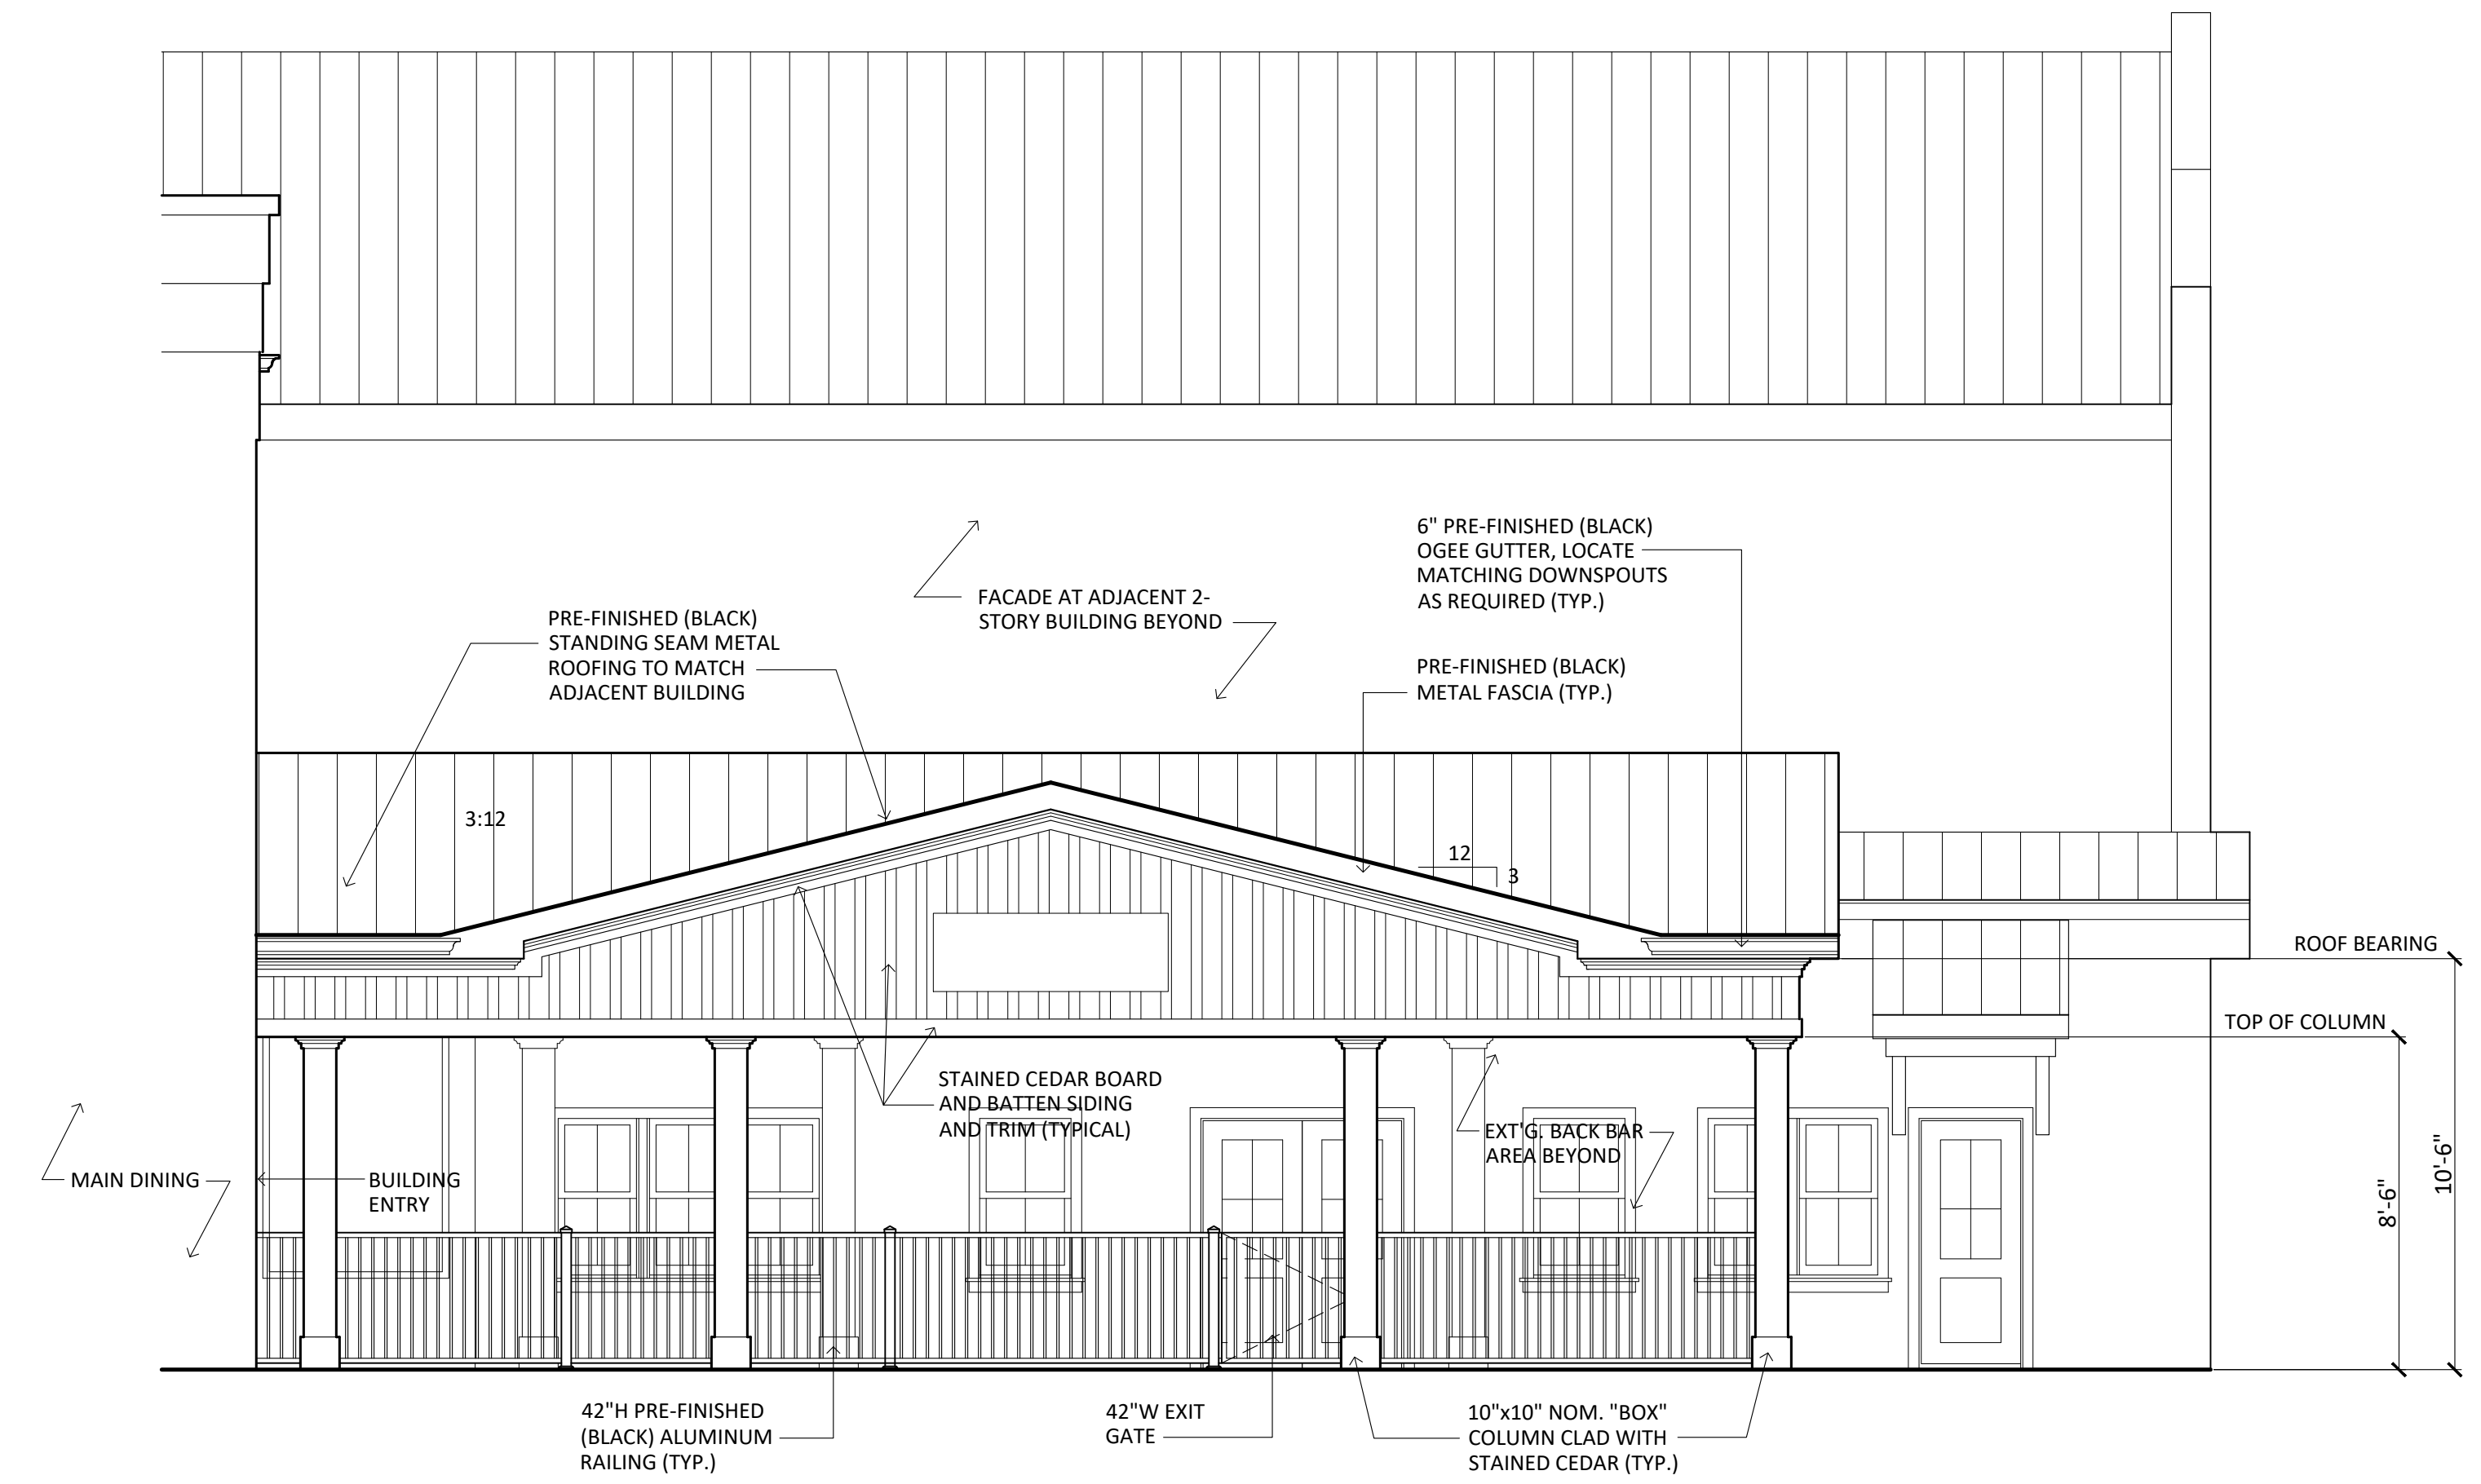 6" PRE-FINISHED (BLACK)
OGEE GUTTER, LOCATE
MATCHING DOWNSPOUTS
AS REQUIRED (TYP.)
FACADE AT ADJACENT 2-
STORY BUILDING BEYOND
PRE-FINISHED (BLACK)
STANDING SEAM METAL
ROOFING TO MATCH
ADJACENT BUILDING
PRE-FINISHED (BLACK)
METAL FASCIA (TYP.)
3:12
12
3
ROOF BEARING
TOP OF COLUMN
STAINED CEDAR BOARD
AND BATTEN SIDING
AND TRIM (TYPICAL)
EXT'G. BACK BAR
AREA BEYOND
MAIN DINING
BUILDING
ENTRY
8'-6"
10'-6"
42"H PRE-FINISHED
(BLACK) ALUMINUM
RAILING (TYP.)
42"W EXIT
GATE
10"x10" NOM. "BOX"
COLUMN CLAD WITH
STAINED CEDAR (TYP.)